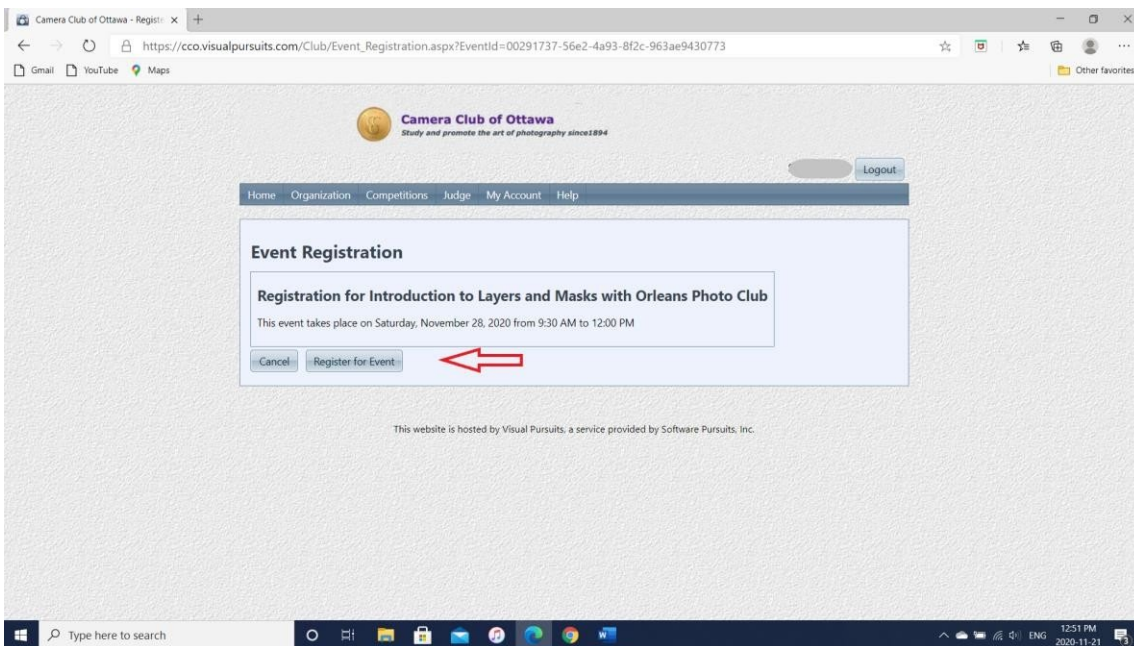 Camera Club of Ottawa - Registr
https://cco.visualpursuits.com/Club/Event_Registration.aspx?EventId=00291737-56e2-4a93-8f2c-963ae9430773
Gmail YouTube Maps Other favorites
Camera Club of Ottawa
Study and promote the art of photography since1894
Logout
Home Organization Competitions Judge My Account Help
Event Registration
Registration for Introduction to Layers and Masks with Orleans Photo Club
This event takes place on Saturday, November 28, 2020 from 9:30 AM to 12:00 PM
Cancel Register for Event
This website is hosted by Visual Pursuits, a service provided by Software Pursuits, Inc.
Type here to search
ENG
12:51 PM
2020-11-21